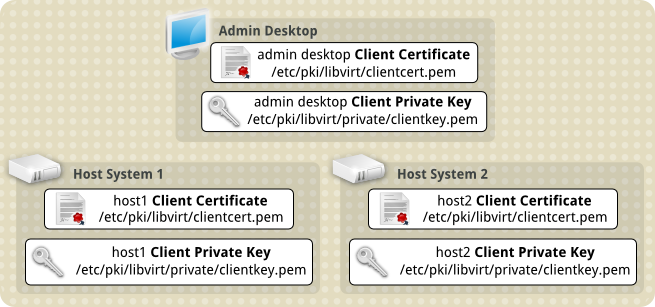 Admin Desktop
admin desktop Client Certificate
/etc/pki/libvirt/clientcert.pem
admin desktop Client Private Key
/etc/pki/libvirt/private/clientkey.pem
Host System 1
host1 Client Certificate
/etc/pki/libvirt/clientcert.pem
host1 Client Private Key
/etc/pki/libvirt/private/clientkey.pem
Host System 2
host2 Client Certificate
/etc/pki/libvirt/clientcert.pem
host2 Client Private Key
/etc/pki/libvirt/private/clientkey.pem